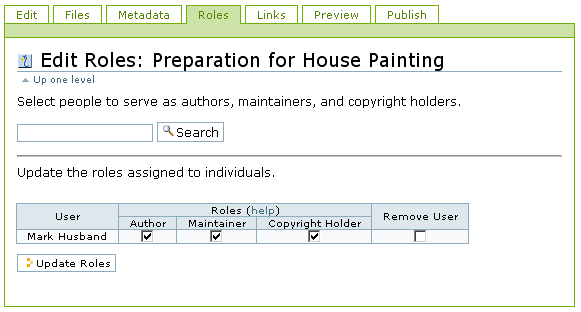 Edit Files Metadata Roles Links Preview Publish
Edit Roles: Preparation for House Painting
Up one level
Select people to serve as authors, maintainers, and copyright holders.
Search
Update the roles assigned to individuals.
User Roles (help) Remove User
Author Maintainer Copyright Holder
Mark Husband
Update Roles